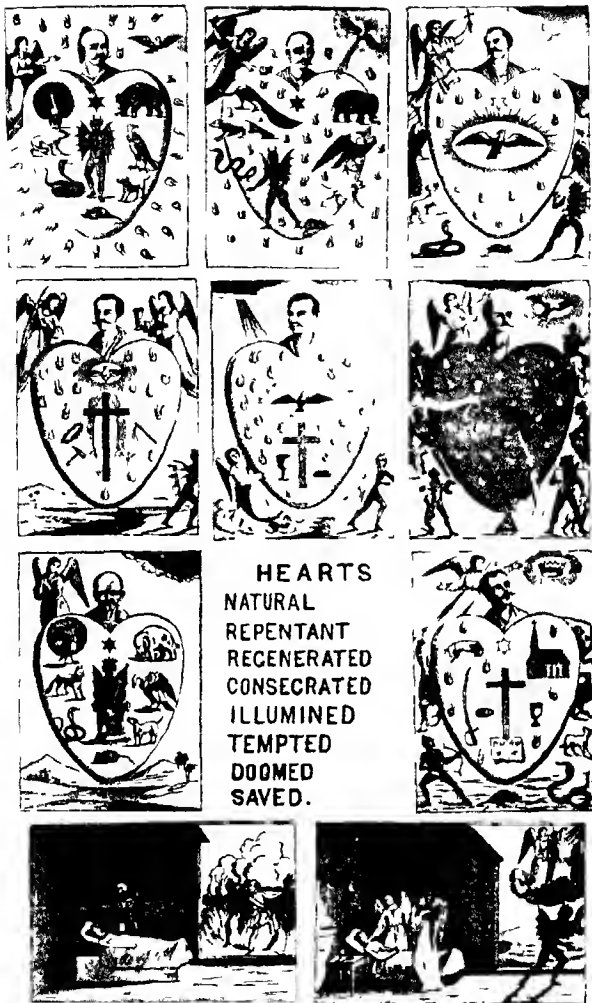 HEARTS
NATURAL
REPENTANT
REGENERATED
CONSECRATED
ILLUMINED
TEMPTED
DOOMED
SAVED.